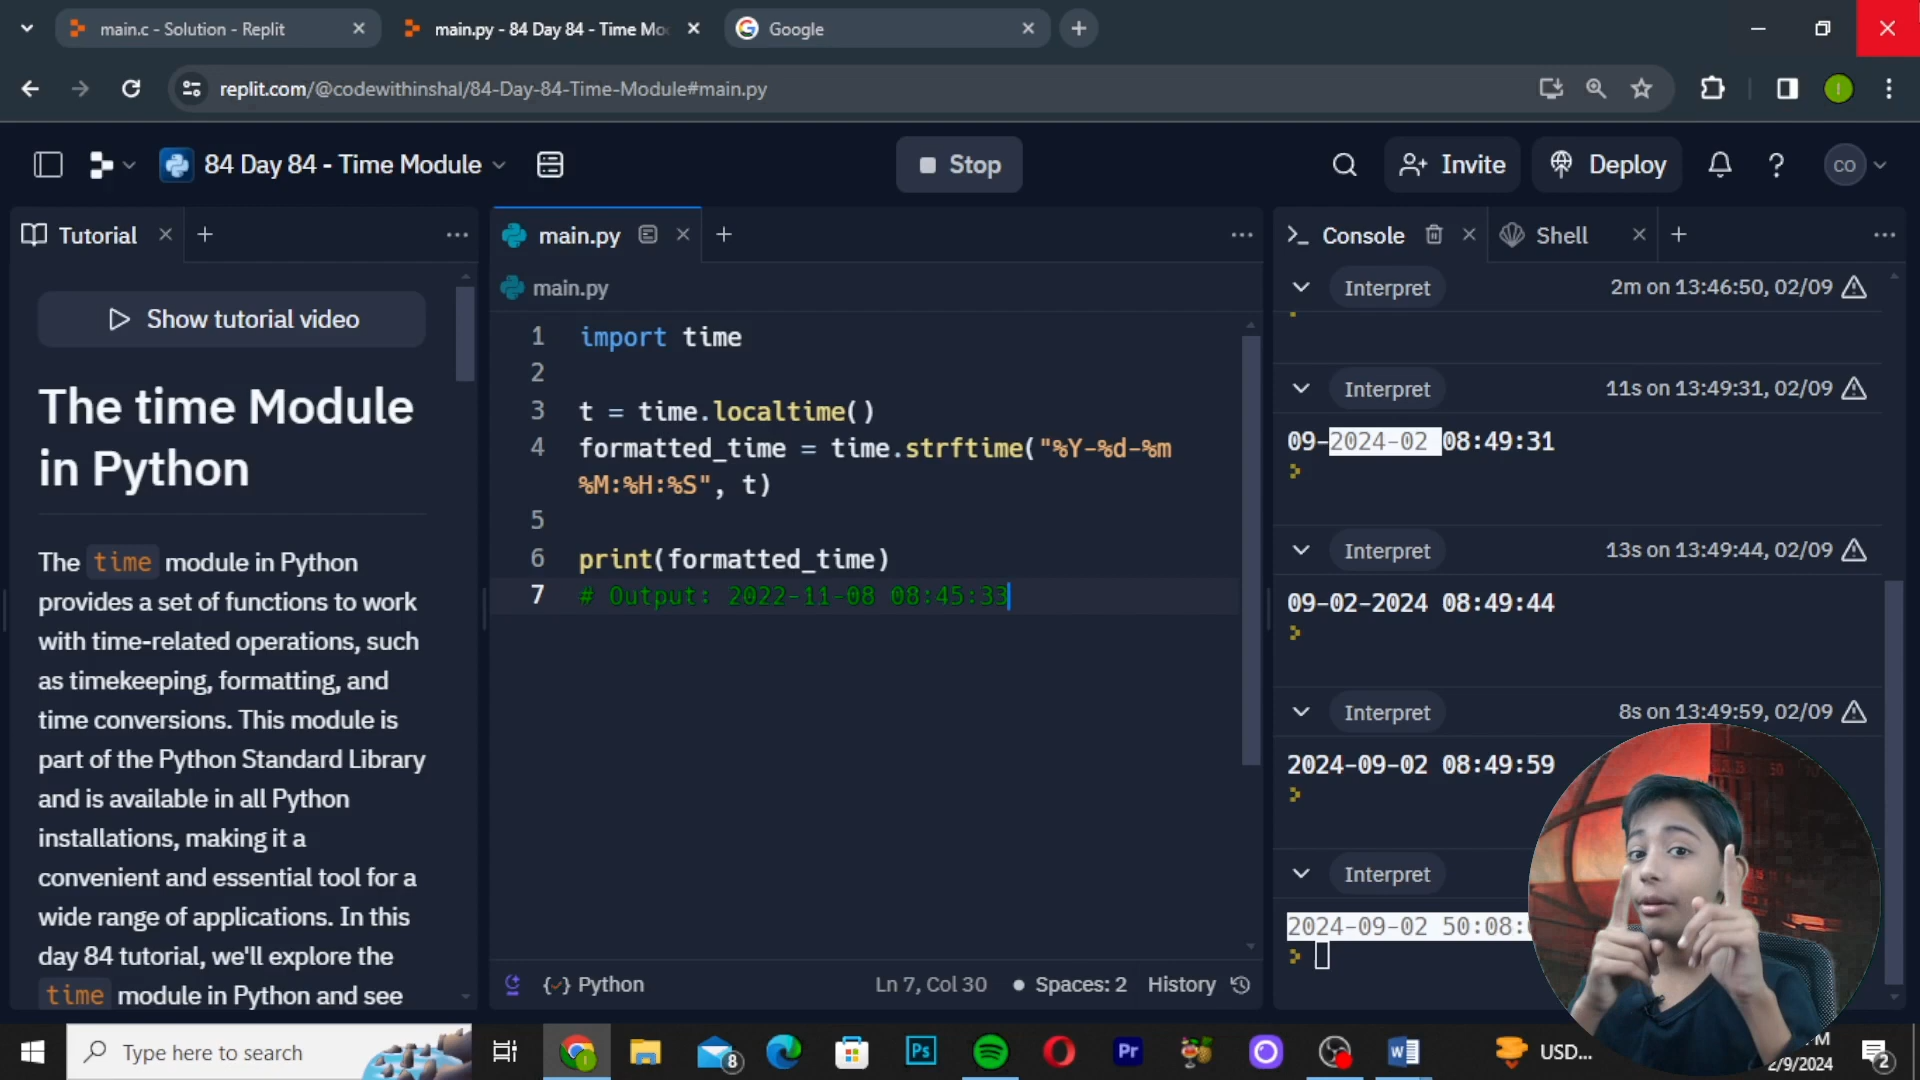 main.c - Solution - Replit
main.py - 84 Day 84 - Time Mo
Google
replit.com/@codewithinshal/84-Day-84-Time-Module#main.py
84 Day 84 - Time Module
Stop
Invite
Deploy
CO
Tutorial
Show tutorial video
The time Module
in Python
The time module in Python
provides a set of functions to work
with time-related operations, such
as timekeeping, formatting, and
time conversions. This module is
part of the Python Standard Library
and is available in all Python
installations, making it a
convenient and essential tool for a
wide range of applications. In this
day 84 tutorial, we'll explore the
time module in Python and see
main.py
main.py
1 import time
2
3 t = time.localtime()
4 formatted_time = time.strftime("%Y-%d-%m
%M:%H:%S", t)
5
6 print(formatted_time)
7 # Output: 2022-11-08 08:45:33
Python
Ln 7, Col 30
Spaces: 2
History
Console
Shell
Interpret
2m on 13:46:50, 02/09
Interpret
11s on 13:49:31, 02/09
09-2024-02 08:49:31
Interpret
13s on 13:49:44, 02/09
09-02-2024 08:49:44
Interpret
8s on 13:49:59, 02/09
2024-09-02 08:49:59
Interpret
2024-09-02 50:08:
Type here to search
8
Ps
Pr
W
USD...
2/9/2024
2